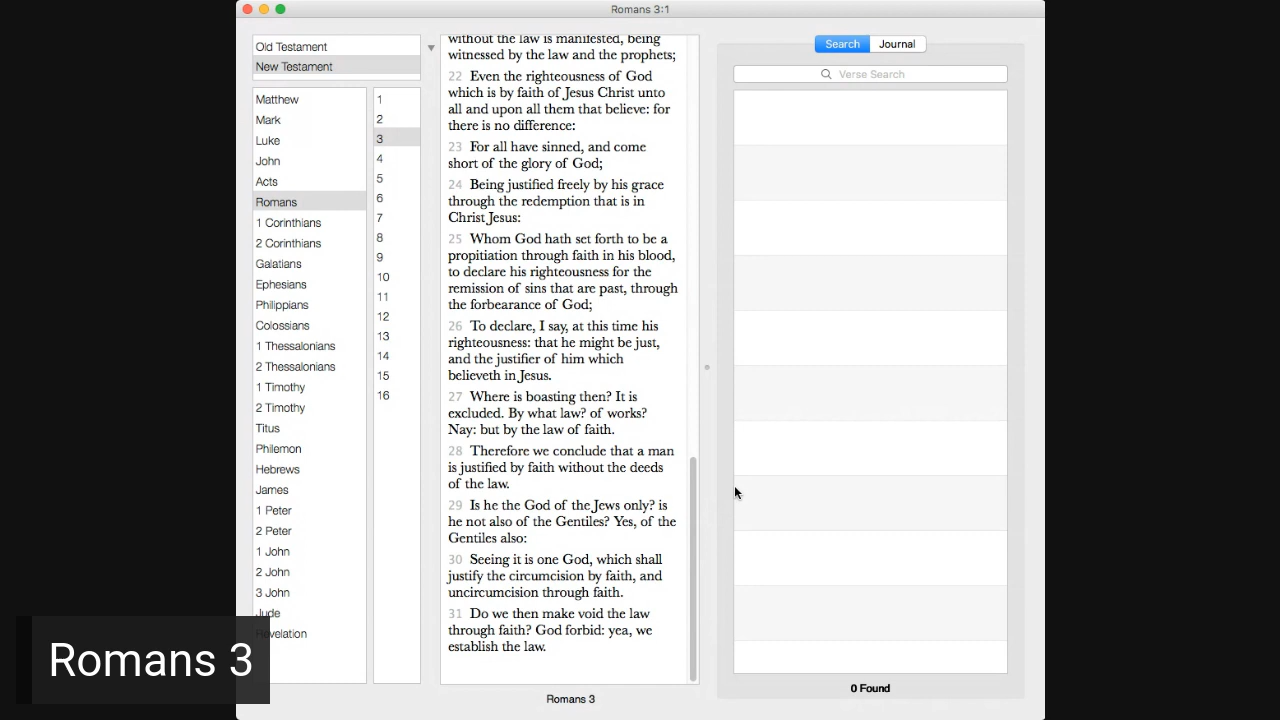 Romans 3:1
Old Testament
New Testament
Matthew
Mark
Luke
John
Acts
Romans
1 Corinthians
2 Corinthians
Galatians
Ephesians
Philippians
Colossians
1 Thessalonians
2 Thessalonians
1 Timothy
2 Timothy
Titus
Philemon
Hebrews
James
1 Peter
2 Peter
1 John
2 John
3 John
Jude
Revelation
1
2
3
4
5
6
7
8
9
10
11
12
13
14
15
16
without the law is manifested, being
witnessed by the law and the prophets;
22 Even the righteousness of God
which is by faith of Jesus Christ unto
all and upon all them that believe: for
there is no difference:
23 For all have sinned, and come
short of the glory of God;
24 Being justified freely by his grace
through the redemption that is in
Christ Jesus:
25 Whom God hath set forth to be a
propitiation through faith in his blood,
to declare his righteousness for the
remission of sins that are past, through
the forbearance of God;
26 To declare, I say, at this time his
righteousness: that he might be just,
and the justifier of him which
believeth in Jesus.
27 Where is boasting then? It is
excluded. By what law? of works?
Nay: but by the law of faith.
28 Therefore we conclude that a man
is justified by faith without the deeds
of the law.
29 Is he the God of the Jews only? is
he not also of the Gentiles? Yes, of the
Gentiles also:
30 Seeing it is one God, which shall
justify the circumcision by faith, and
uncircumcision through faith.
31 Do we then make void the law
through faith? God forbid: yea, we
establish the law.
Romans 3
Search Journal
Verse Search
0 Found
Romans 3